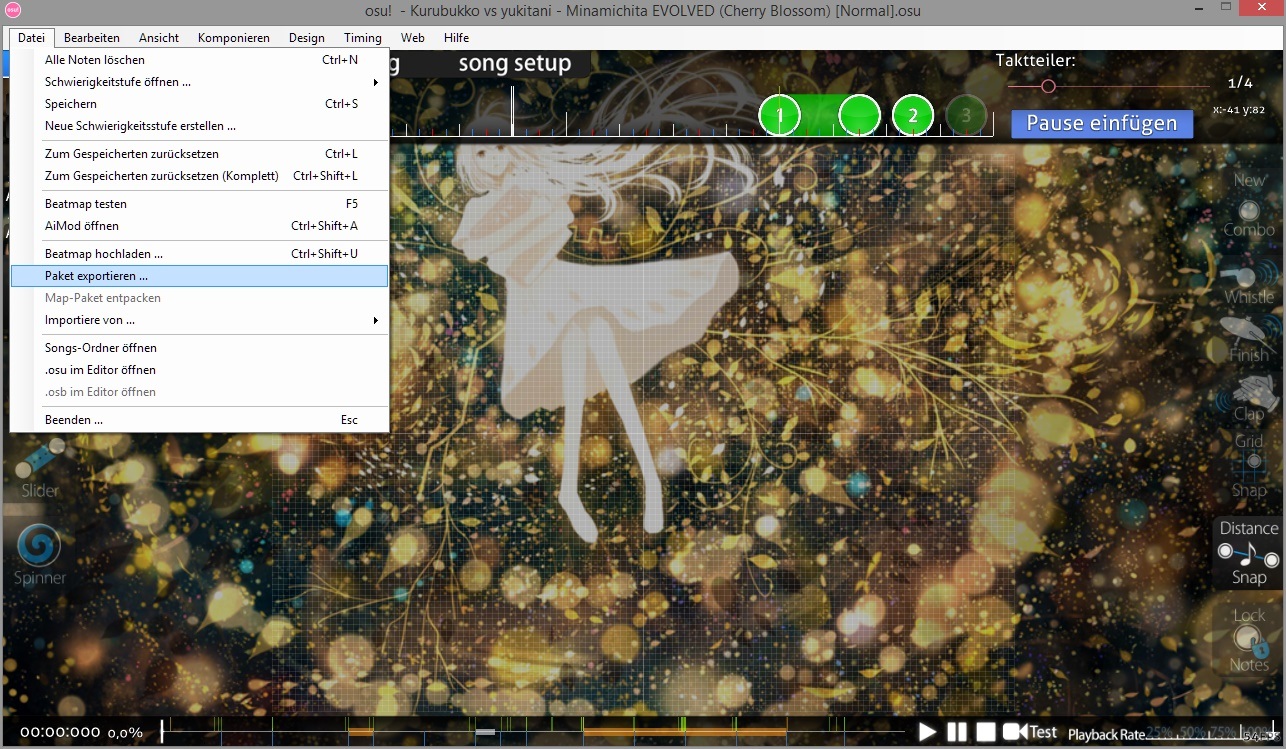 osu!
osu! - Kurubukko vs yukitani - Minamichita EVOLVED (Cherry Blossom) [Normal].osu
Datei Bearbeiten Ansicht Komponieren Design Timing Web Hilfe
Alle Noten löschen Ctrl+N
Schwierigkeitstufe öffnen ...
Speichern Ctrl+S
Neue Schwierigkeitsstufe erstellen ...
Zum Gespeicherten zurücksetzen Ctrl+L
Zum Gespeicherten zurücksetzen (Komplett) Ctrl+Shift+L
Beatmap testen F5
AiMod öffnen Ctrl+Shift+A
Beatmap hochladen ... Ctrl+Shift+U
Paket exportieren ...
Map-Paket entpacken
Importiere von ...
Songs-Ordner öffnen
.osu im Editor öffnen
.osb im Editor öffnen
Beenden ... Esc
g song setup
1 2 3
Taktteiler:
1/4
x:-41 y:82
Pause einfügen
New
Combo
Whistle
Finish
Clap
Grid
Snap
Distance
Snap
Lock
Notes
Slider
Spinner
00:00:000 0,0%
Test Playback Rate 25% 50% 75%